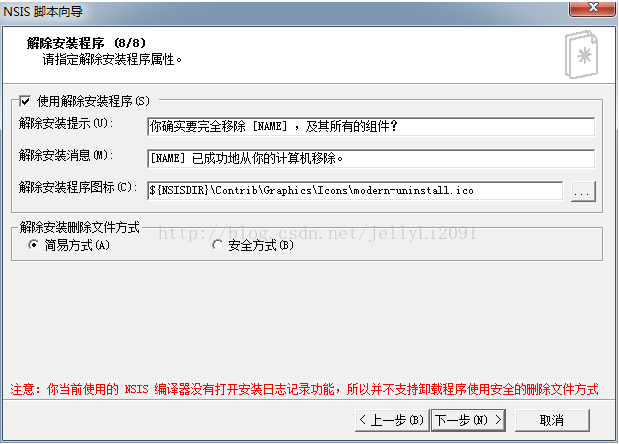 NSIS 脚本向导
解除安装程序 (8/8)
请指定解除安装程序属性。
使用解除安装程序(S)
解除安装提示(U):
你确实要完全移除 [NAME] ，及其所有的组件？
解除安装消息(M):
[NAME] 已成功地从你的计算机移除。
解除安装程序图标(C):
${NSISDIR}\Contrib\Graphics\Icons\modern-uninstall.ico
...
解除安装删除文件方式
http://blog.csdn.net/JellyLi2091
简易方式(A)
安全方式(B)
注意: 你当前使用的 NSIS 编译器没有打开安装日志记录功能，所以并不支持卸载程序使用安全的删除文件方式
< 上一步(B)
下一步(N) >
取消